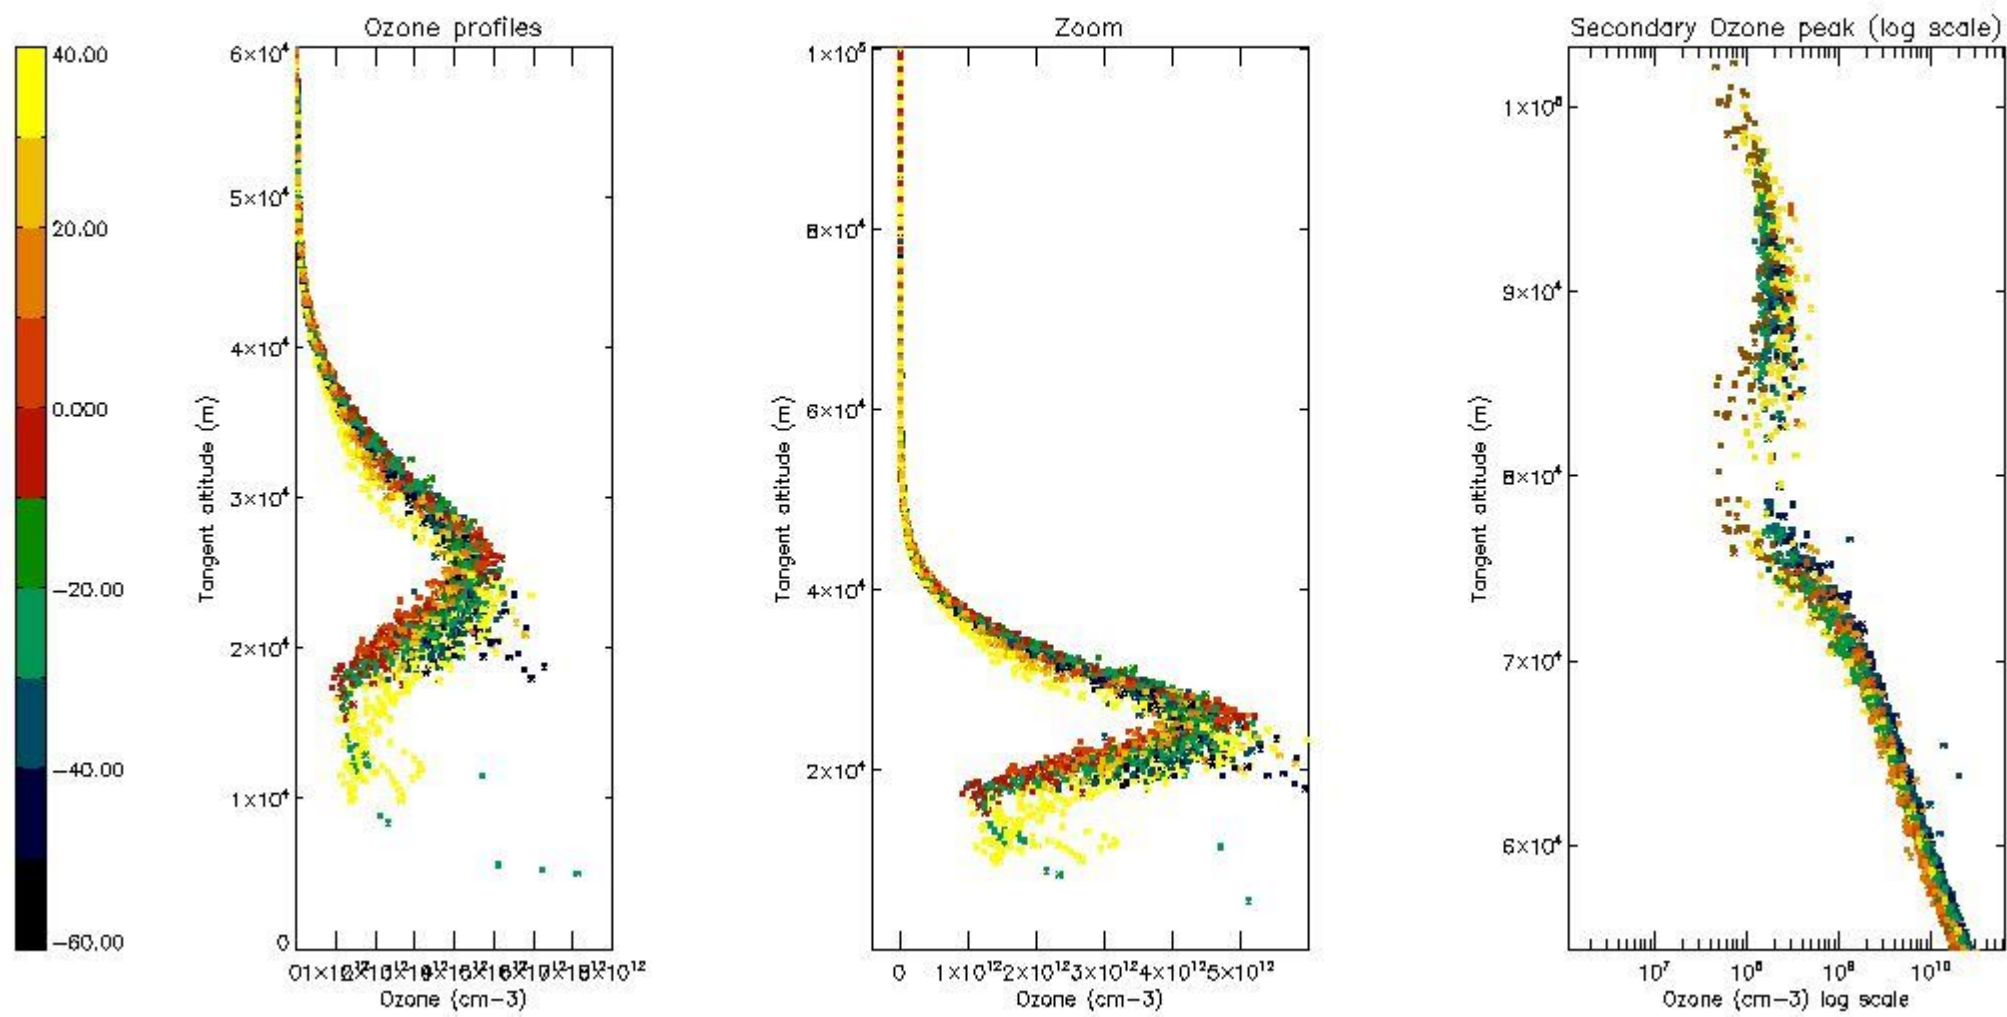 Ozone profiles
Zoom
Secondary Ozone peak (log scale)
40.00
20.00
0.000
-20.00
-40.00
-60.00
6×10⁴
5×10⁴
4×10⁴
3×10⁴
2×10⁴
1×10⁴
0
Tangent altitude (m)
Ozone (cm-3)
1×10⁵
8×10⁴
6×10⁴
4×10⁴
2×10⁴
Tangent altitude (m)
0 1×10¹² 2×10¹² 3×10¹² 4×10¹² 5×10¹²
Ozone (cm-3)
1×10⁵
9×10⁴
8×10⁴
7×10⁴
6×10⁴
Tangent altitude (m)
10⁷ 10⁸ 10⁹ 10¹⁰
Ozone (cm-3) log scale